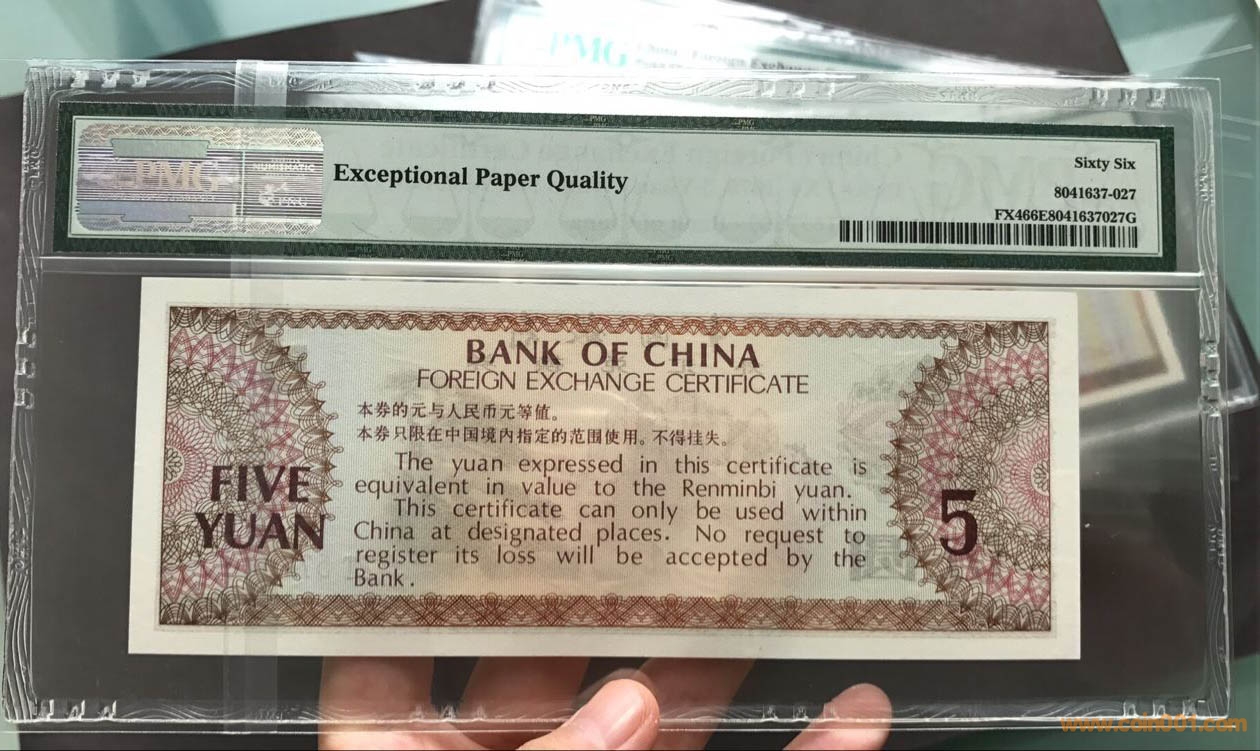 PMG
PMG
Exceptional Paper Quality
Sixty Six
8041637-027
FX466E8041637027G
BANK OF CHINA
FOREIGN EXCHANGE CERTIFICATE
本券的元与人民币元等值。
本券只限在中国境内指定的范围使用。不得挂失。
The yuan expressed in this certificate is
equivalent in value to the Renminbi yuan.
This certificate can only be used within
China at designated places. No request to
register its loss will be accepted by the
Bank.
FIVE
YUAN
5
www.coin001.com